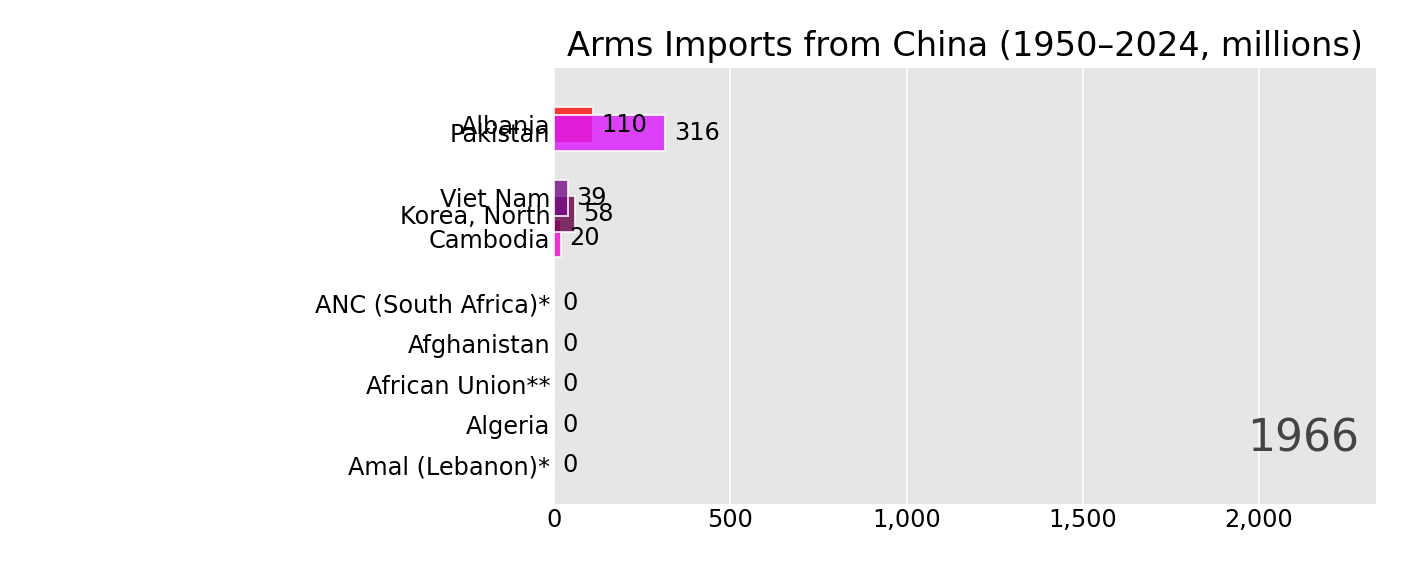 Arms Imports from China (1950–2024, millions)
Albania 110
Pakistan 316
Viet Nam 39
Korea, North 58
Cambodia 20
ANC (South Africa)* 0
Afghanistan 0
African Union** 0
Algeria 0
1966
Amal (Lebanon)* 0
0 500 1,000 1,500 2,000